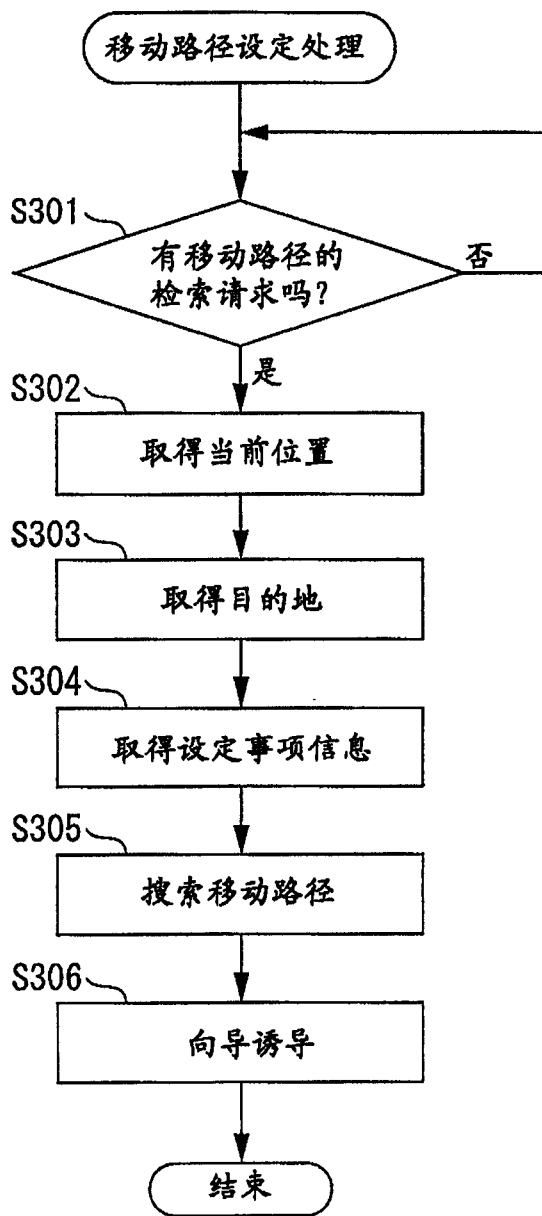 移动路径设定处理
S301
有移动路径的
检索请求吗?
否
是
S302
取得当前位置
S303
取得目的地
S304
取得设定事项信息
S305
搜索移动路径
S306
向导诱导
结束